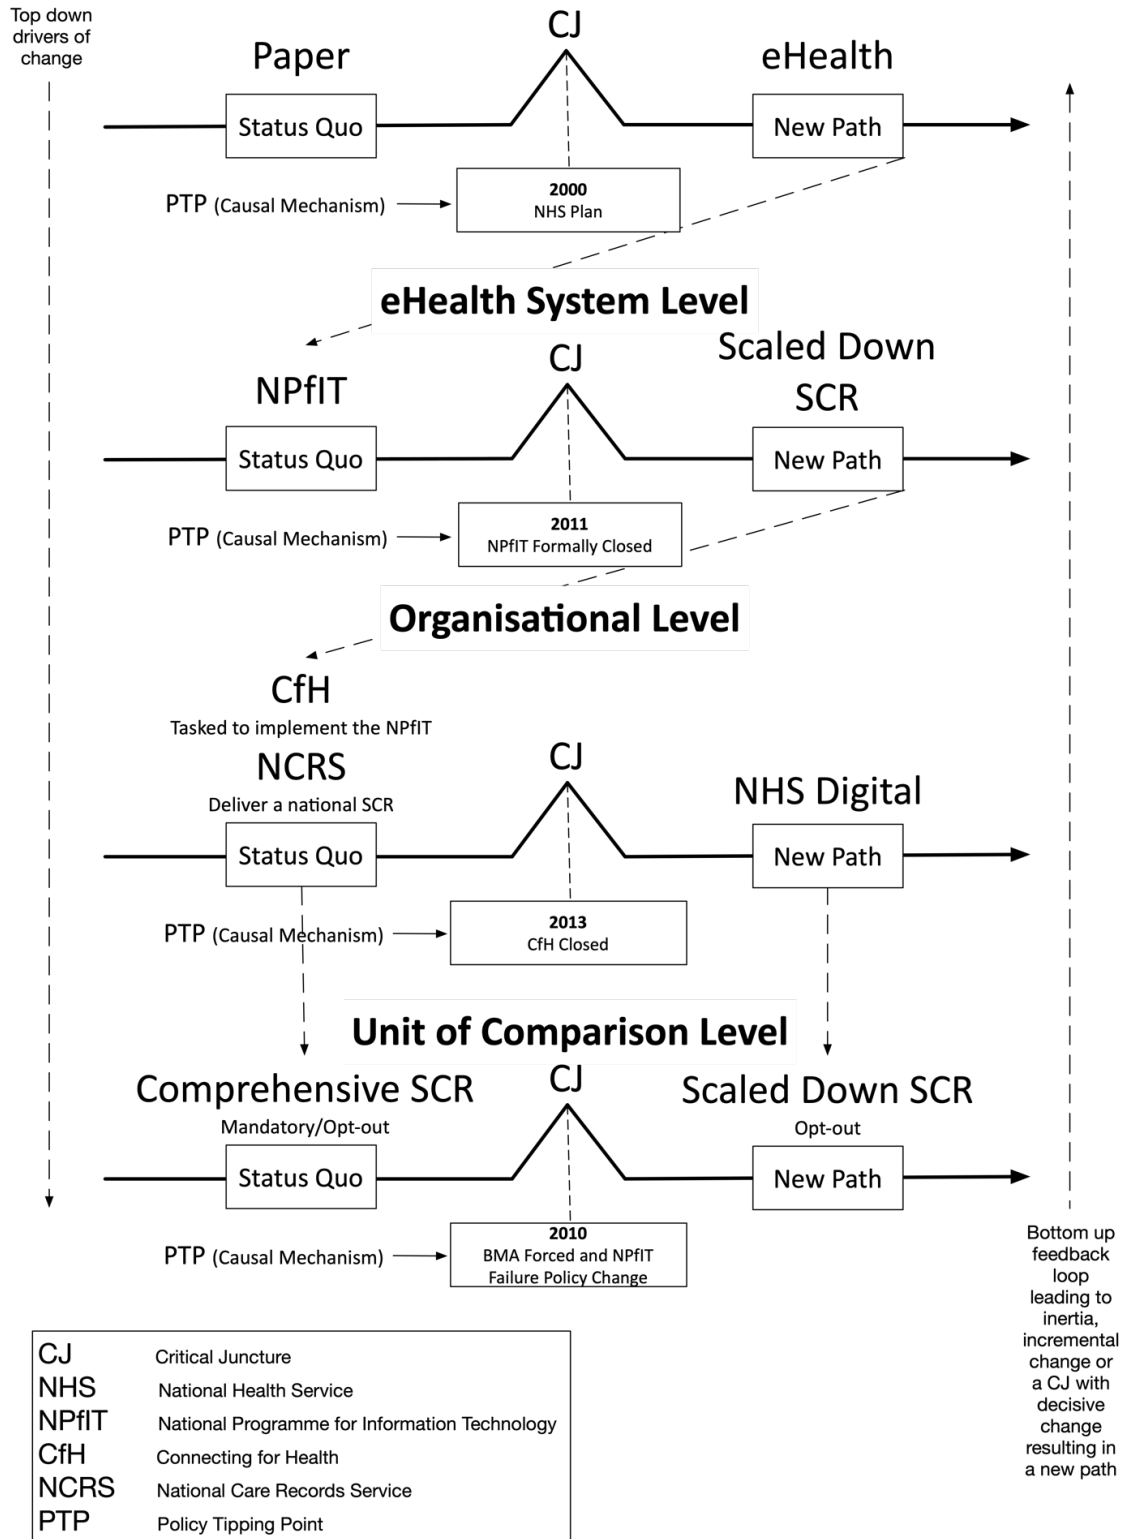 Top down
drivers of
change
CJ
Paper
eHealth
Status Quo
New Path
PTP (Causal Mechanism)
2000
NHS Plan
eHealth System Level
CJ
Scaled Down
SCR
NPfIT
Status Quo
New Path
PTP (Causal Mechanism)
2011
NPfIT Formally Closed
Organisational Level
CfH
Tasked to implement the NPfIT
NCRS
Deliver a national SCR
CJ
NHS Digital
Status Quo
New Path
PTP (Causal Mechanism)
2013
CfH Closed
Unit of Comparison Level
Comprehensive SCR
Mandatory/Opt-out
CJ
Scaled Down SCR
Opt-out
Status Quo
New Path
PTP (Causal Mechanism)
2010
BMA Forced and NPfIT
Failure Policy Change
Bottom up
feedback
loop
leading to
inertia,
incremental
change or
a CJ with
decisive
change
resulting in
a new path
CJ Critical Juncture
NHS National Health Service
NPfIT National Programme for Information Technology
CfH Connecting for Health
NCRS National Care Records Service
PTP Policy Tipping Point